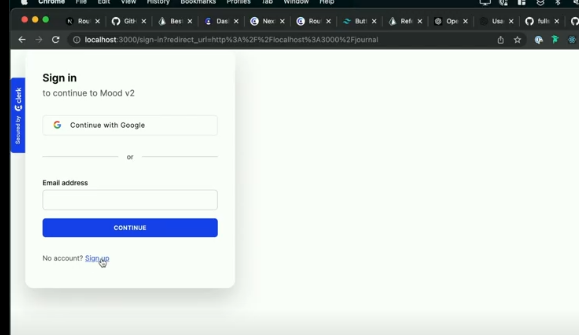 Chrome File Edit View History Bookmarks Profiles Tab Window Help
Rou Gith Bes Das Nex Rou But Ref Ope Usa fulls
localhost:3000/sign-in?redirect_url=http%3A%2F%2Flocalhost%3A3000%2Fjournal
Secured by clerk
Sign in
to continue to Mood v2
Continue with Google
or
Email address
CONTINUE
No account? Sign up